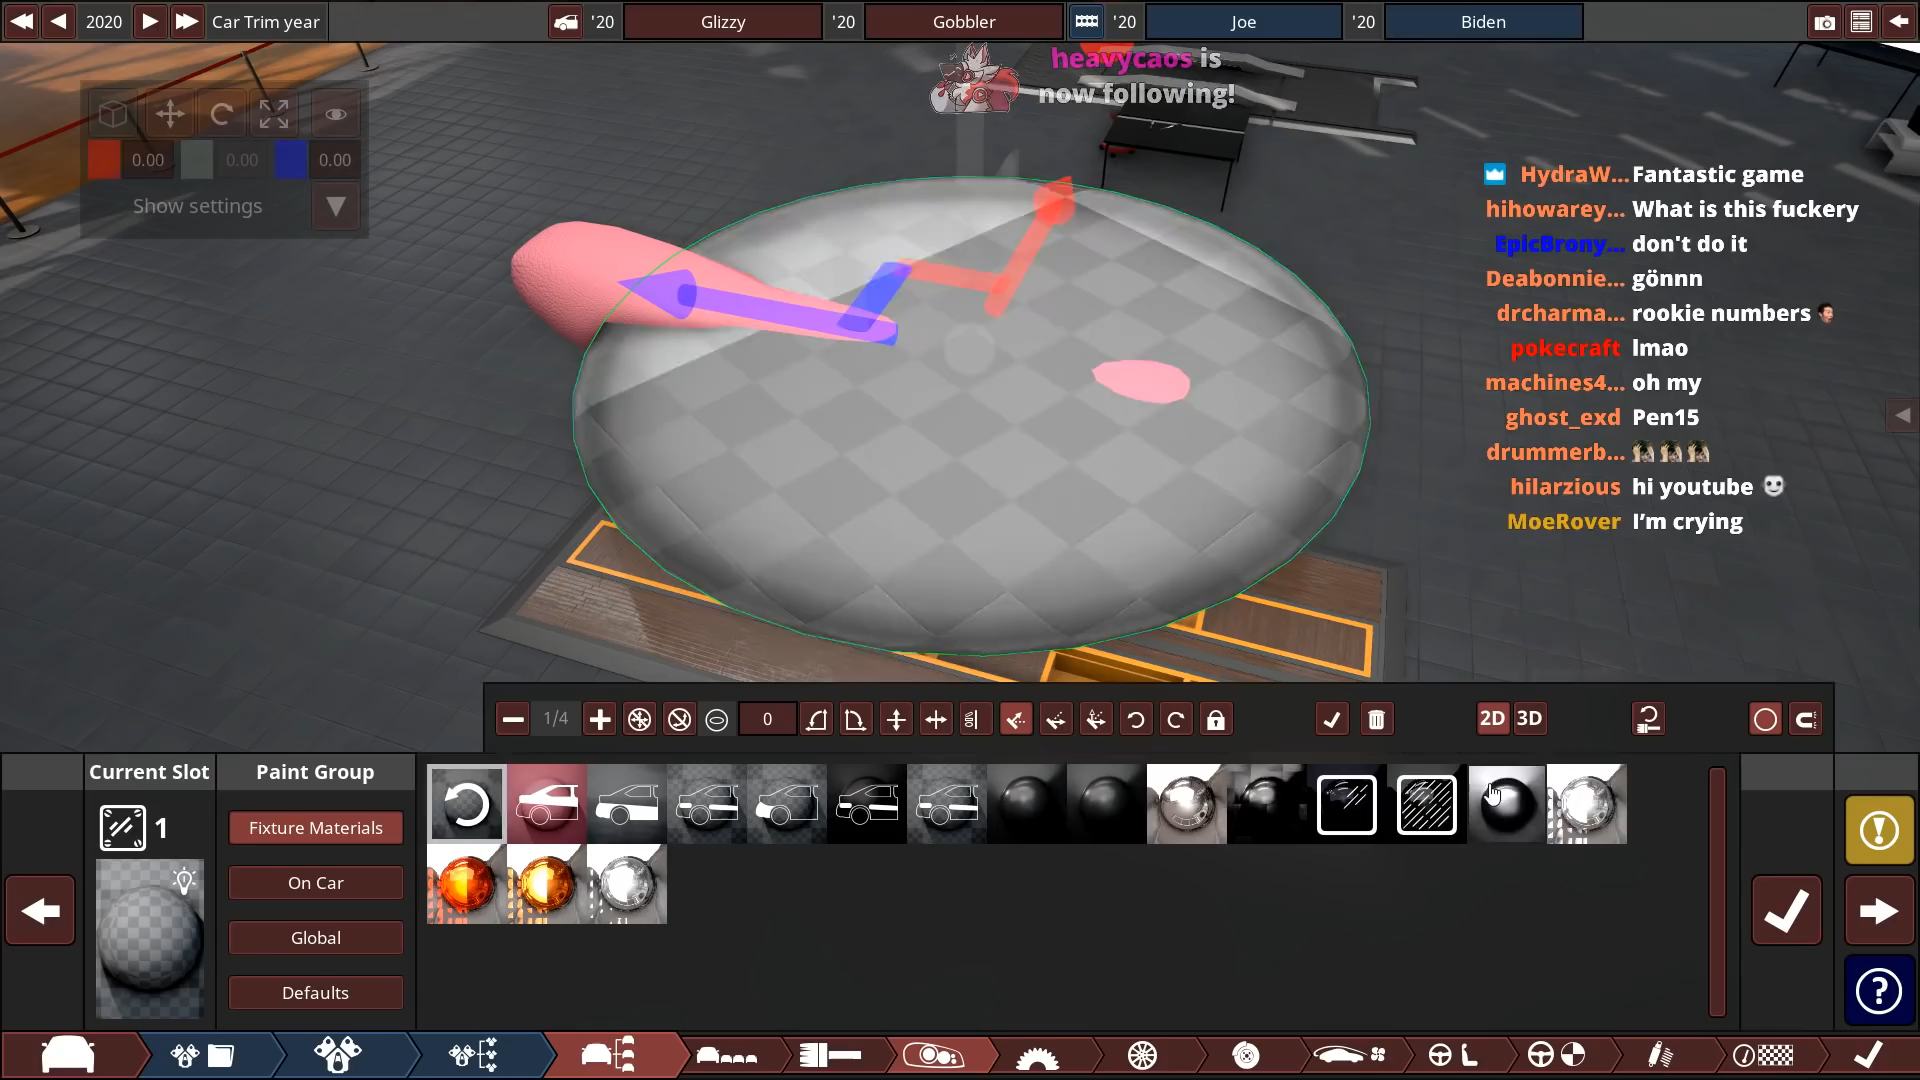 2020 Car Trim year '20 Glizzy '20 Gobbler '20 Joe '20 Biden
heavycaos is
now following!
0.00 0.00 0.00
Show settings
HydraW... Fantastic game
hihowarey... What is this fuckery
EpicBrony... don't do it
Deabonnie... gönnn
drcharma... rookie numbers
pokecraft lmao
machines4... oh my
ghost_exd Pen15
drummerb...
hilarzious hi youtube
MoeRover I'm crying
1/4 0 2D 3D
Current Slot
1
Paint Group
Fixture Materials
On Car
Global
Defaults